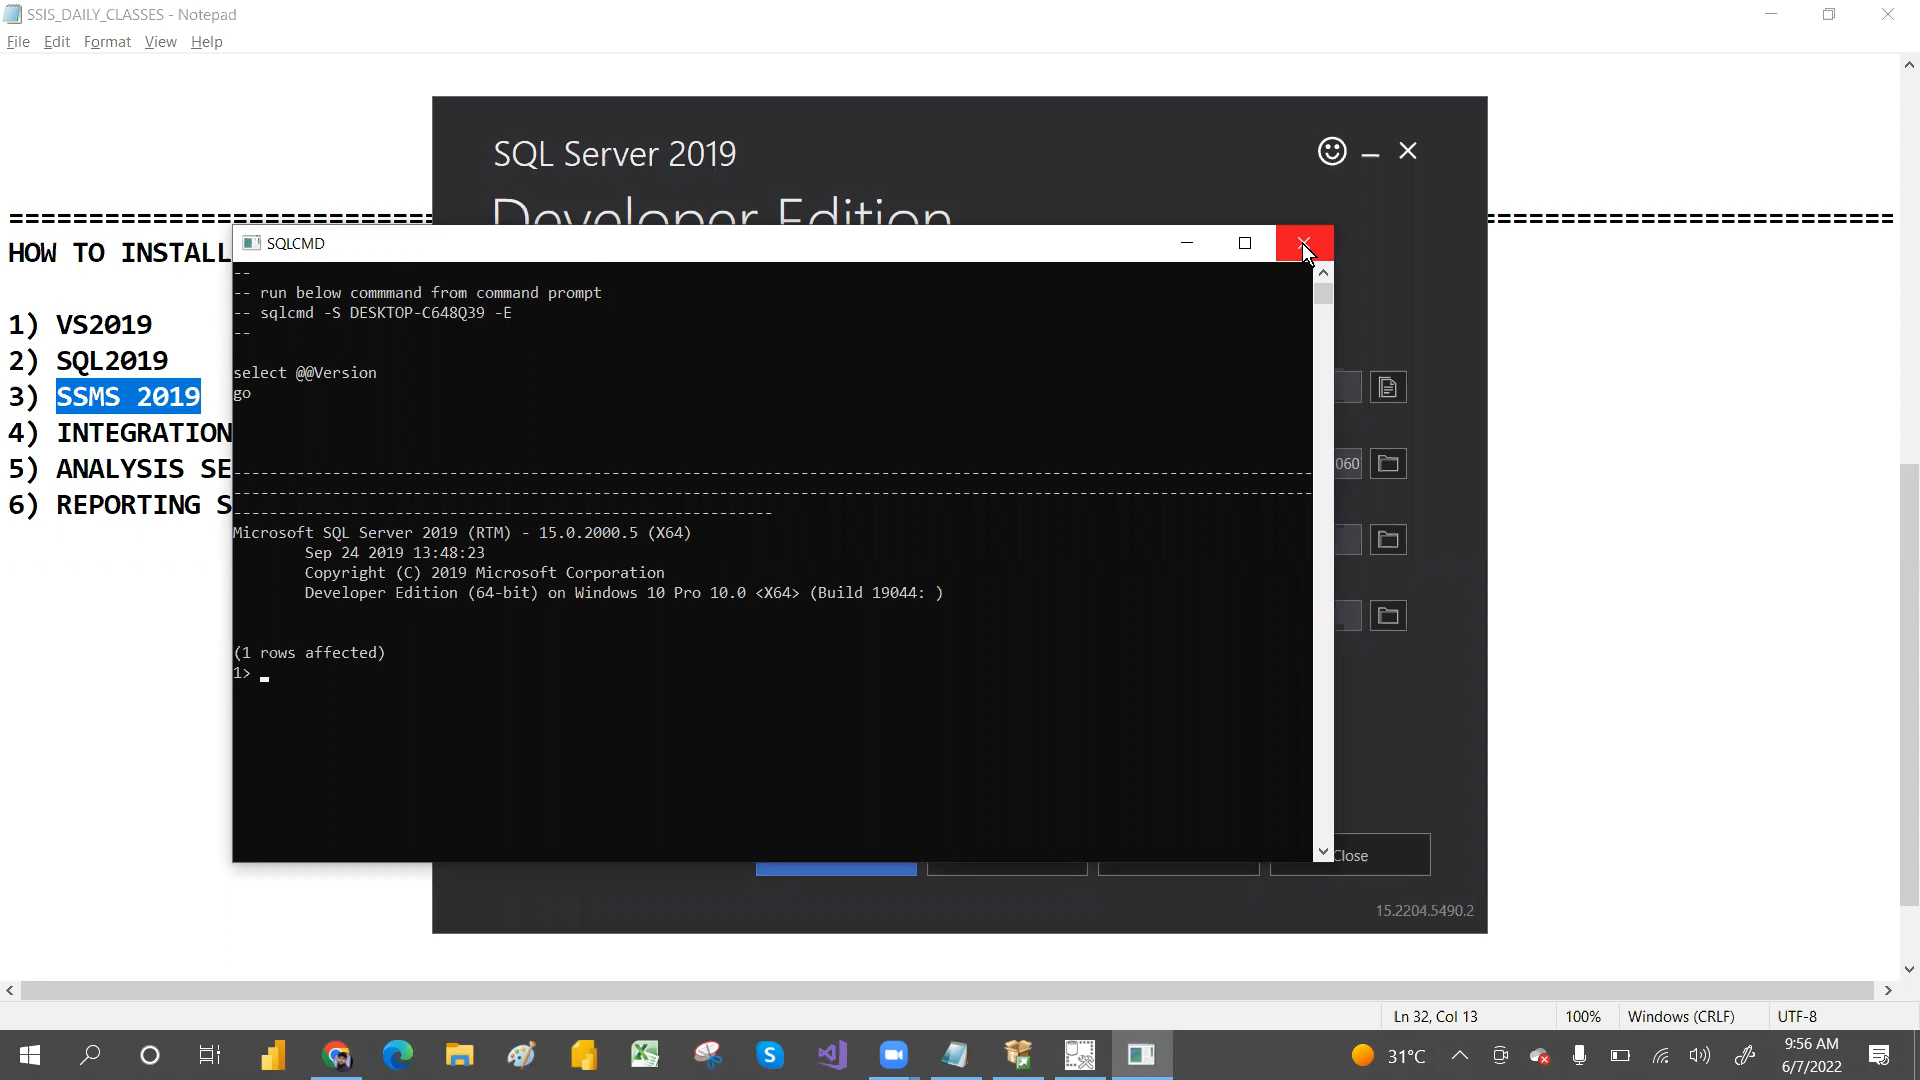 SSIS_DAILY_CLASSES - Notepad
File Edit Format View Help
SQL Server 2019
Developer Edition
================================
HOW TO INSTALL
1) VS2019
2) SQL2019
3) SSMS 2019
4) INTEGRATION
5) ANALYSIS SE
6) REPORTING S
SQLCMD
--
-- run below commmand from command prompt
-- sqlcmd -S DESKTOP-C648Q39 -E
--
select @@Version
go
Microsoft SQL Server 2019 (RTM) - 15.0.2000.5 (X64)
Sep 24 2019 13:48:23
Copyright (C) 2019 Microsoft Corporation
Developer Edition (64-bit) on Windows 10 Pro 10.0 <X64> (Build 19044: )
(1 rows affected)
1>
060
Close
15.2204.5490.2
Ln 32, Col 13 100% Windows (CRLF) UTF-8
31°C
9:56 AM
6/7/2022